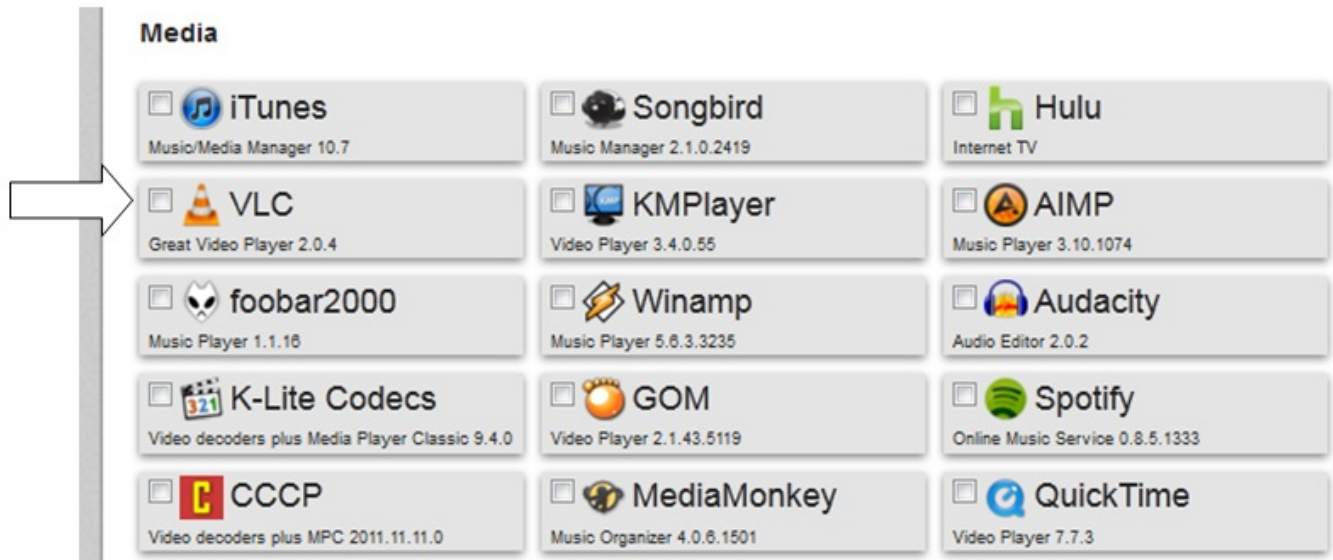 Media
iTunes
Music/Media Manager 10.7
Songbird
Music Manager 2.1.0.2419
Hulu
Internet TV
VLC
Great Video Player 2.0.4
KMPlayer
Video Player 3.4.0.55
AIMP
Music Player 3.10.1074
foobar2000
Music Player 1.1.16
Winamp
Music Player 5.6.3.3235
Audacity
Audio Editor 2.0.2
K-Lite Codecs
Video decoders plus Media Player Classic 9.4.0
GOM
Video Player 2.1.43.5119
Spotify
Online Music Service 0.8.5.1333
CCCP
Video decoders plus MPC 2011.11.11.0
MediaMonkey
Music Organizer 4.0.6.1501
QuickTime
Video Player 7.7.3